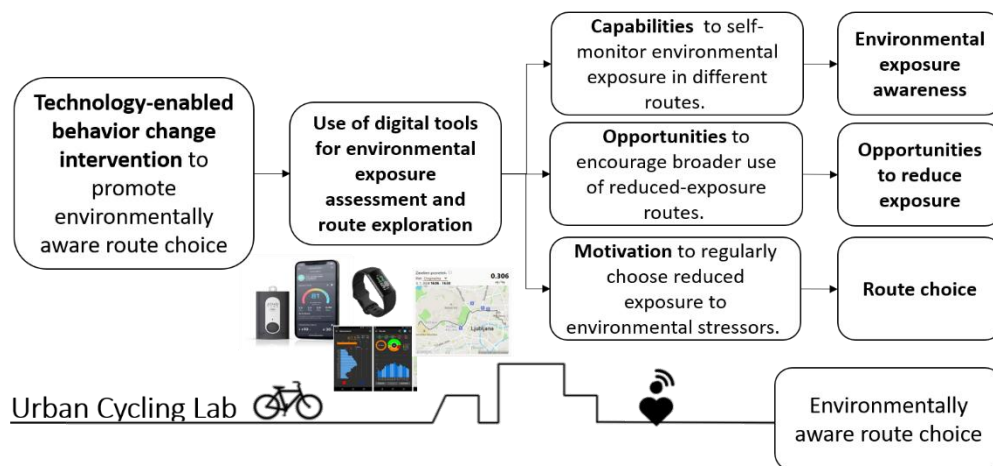 Technology-enabled
behavior change
intervention to
promote
environmentally
aware route choice
Use of digital tools
for environmental
exposure
assessment and
route exploration
Capabilities to self-
monitor environmental
exposure in different
routes.
Environmental
exposure
awareness
Opportunities to
encourage broader use
of reduced-exposure
routes.
Opportunities
to reduce
exposure
Motivation to regularly
choose reduced
exposure to
environmental stressors.
Route choice
81
0.306
Ljubljana
Urban Cycling Lab
Environmentally
aware route choice